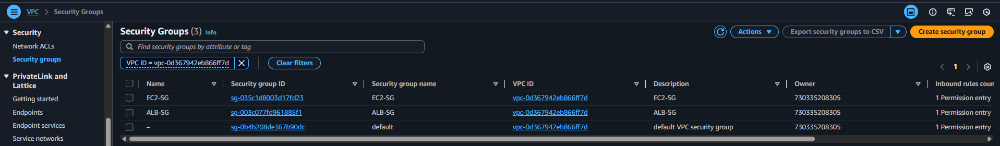 VPC > Security Groups
Security
Network ACLs
Security groups
PrivateLink and
Lattice
Getting started
Endpoints
Endpoint services
Service networks
Security Groups (3) Info
Actions
Export security groups to CSV
Create security group
Find security groups by attribute or tag
VPC ID = vpc-0d367942eb866ff7d
Clear filters
1
Name Security group ID Security group name VPC ID Description Owner Inbound rules coun
EC2-SG sg-035c1d8003d17fd23 EC2-SG vpc-0d367942eb866ff7d EC2-SG 730335208305 1 Permission entry
ALB-SG sg-003c077fd961885f1 ALB-SG vpc-0d367942eb866ff7d ALB-SG 730335208305 1 Permission entry
– sg-0b4b208de367b90dc default vpc-0d367942eb866ff7d default VPC security group 730335208305 1 Permission entry